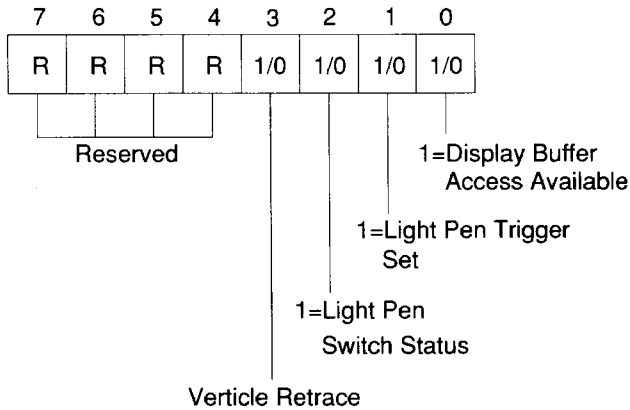 7 6 5 4 3 2 1 0
R R R R 1/0 1/0 1/0 1/0
Reserved
1=Display Buffer
Access Available
1=Light Pen Trigger
Set
1=Light Pen
Switch Status
Verticle Retrace